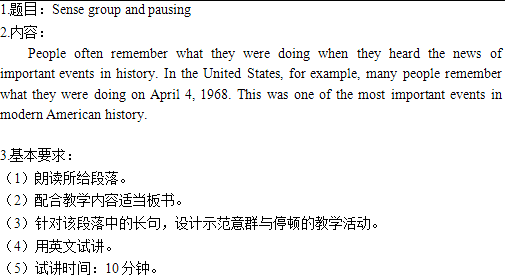 1.题目：Sense group and pausing
2.内容：
People often remember what they were doing when they heard the news of
important events in history. In the United States, for example, many people remember
what they were doing on April 4, 1968. This was one of the most important events in
modern American history.
3.基本要求：
（1）朗读所给段落。
（2）配合教学内容适当板书。
（3）针对该段落中的长句，设计示范意群与停顿的教学活动。
（4）用英文试讲。
（5）试讲时间：10分钟。